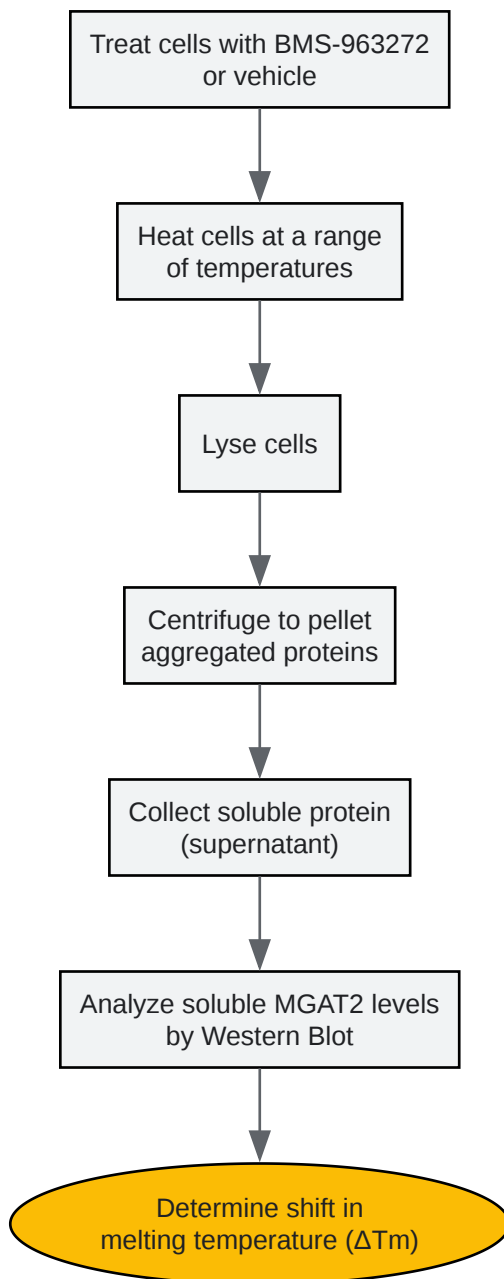 Treat cells with BMS-963272
or vehicle
Heat cells at a range
of temperatures
Lyse cells
Centrifuge to pellet
aggregated proteins
Collect soluble protein
(supernatant)
Analyze soluble MGAT2 levels
by Western Blot
Determine shift in
melting temperature (ΔTm)